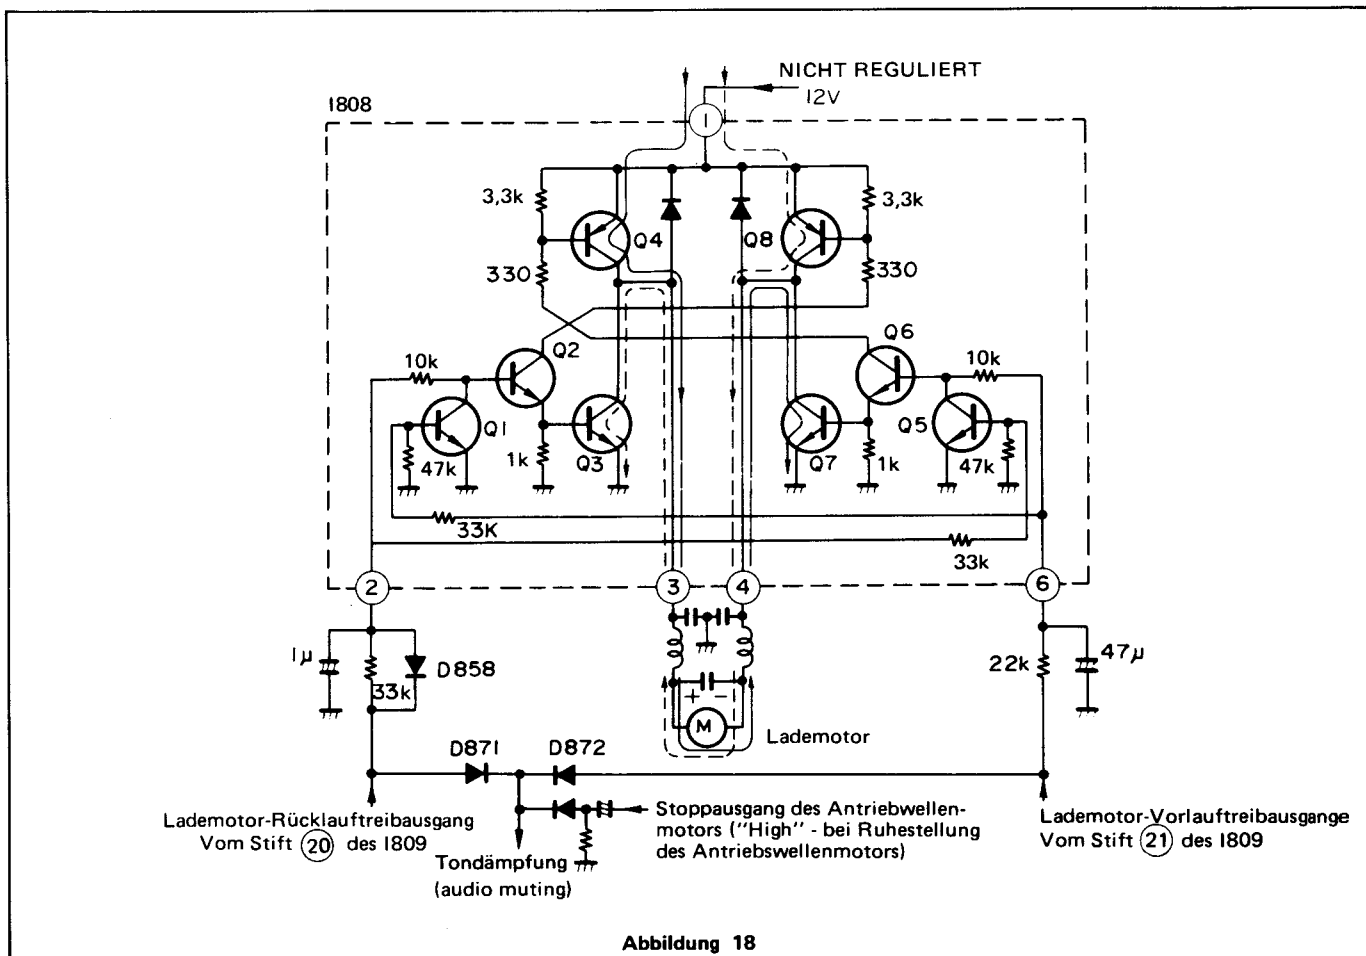 NICHT REGULIERT
12V
I808
1
3,3k
Q4
Q8
3,3k
330
330
Q2
Q6
10k
10k
Q1
Q5
47k
1k
Q3
Q7
1k
47k
33K
33k
2
3
4
6
1µ
33k
D858
22k
47µ
+ −
M
Lademotor
D871
D872
Lademotor-Rücklauftreibausgang
Vom Stift 20 des I809
Stoppausgang des Antriebwellen-
motors ("High" - bei Ruhestellung
des Antriebswellenmotors)
Lademotor-Vorlauftreibausgange
Vom Stift 21 des I809
Tondämpfung
(audio muting)
Abbildung 18